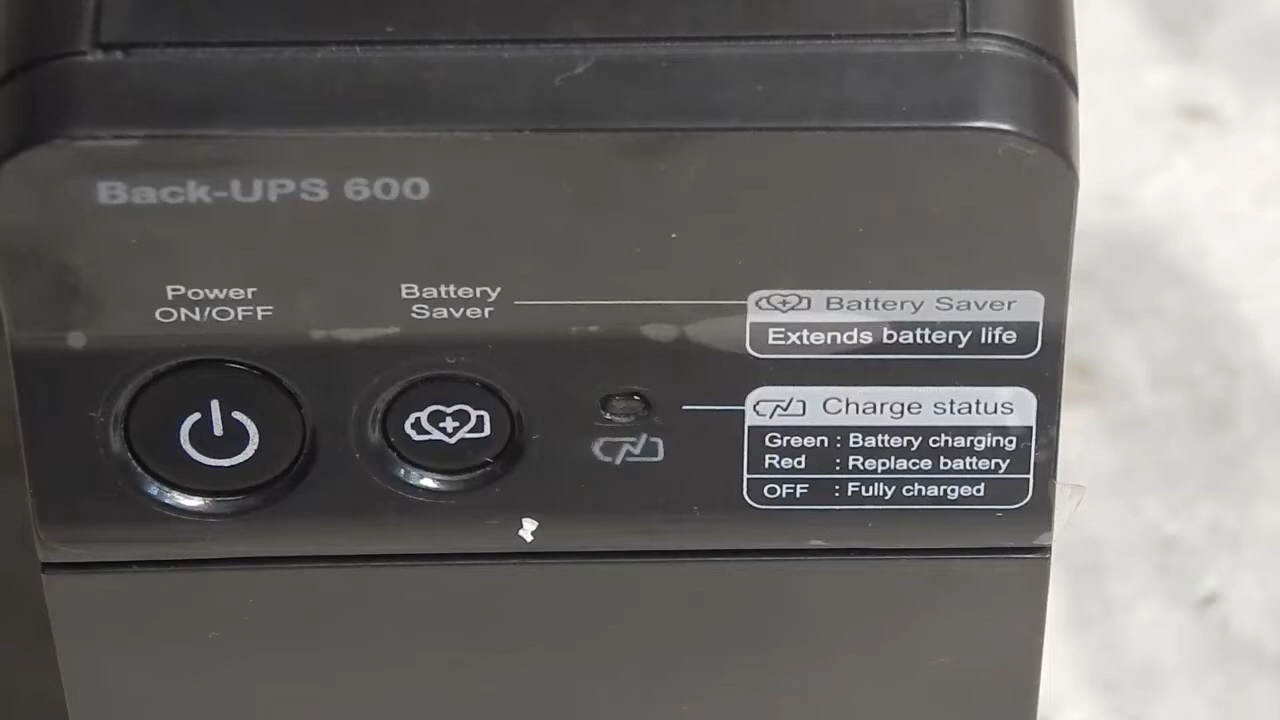 Back-UPS 600
Power
ON/OFF
Battery
Saver
Battery Saver
Extends battery life
Charge status
Green : Battery charging
Red : Replace battery
OFF : Fully charged